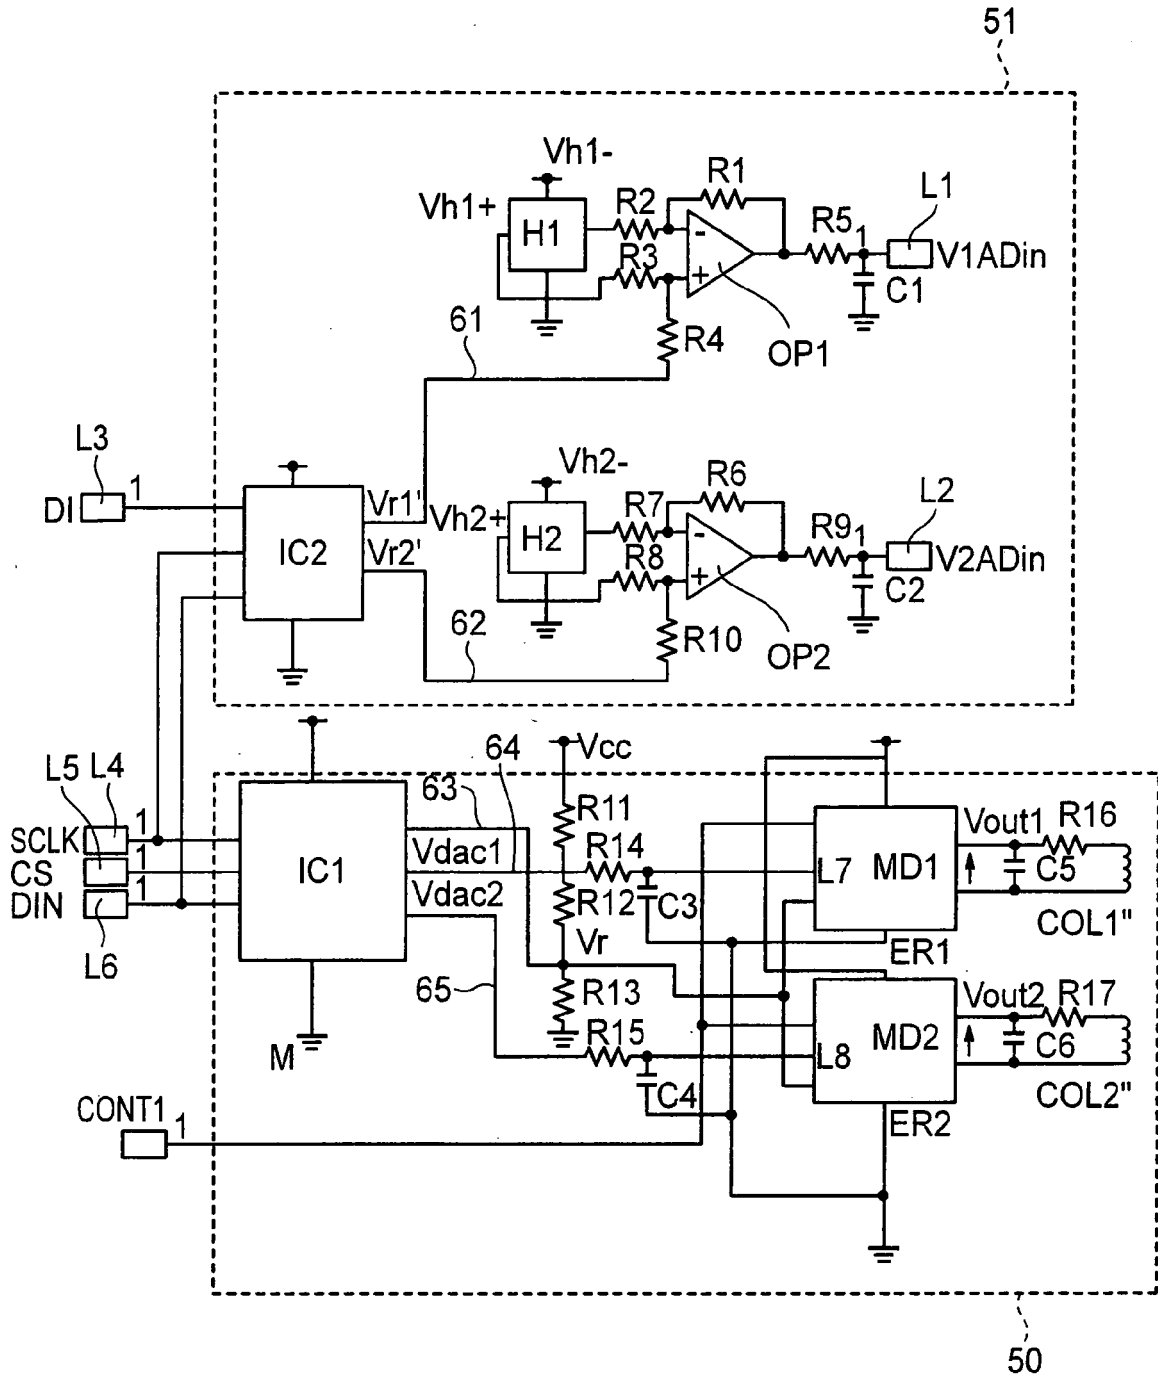 51
Vh1-
R1
L1
Vh1+
R2
H1
R5
1
-
V1ADin
R3
+
C1
61
R4
OP1
L3
Vh2-
R6
L2
1
DI
Vr1'
Vh2+
R7
R9
1
H2
-
IC2
V2ADin
Vr2'
R8
+
C2
62
R10
OP2
L5
L4
64
Vcc
63
1
R11
Vout1
R16
SCLK
Vdac1
R14
1
MD1
C5
CS
IC1
L7
1
Vdac2
DIN
R12
C3
COL1"
Vr
ER1
L6
65
R13
Vout2
R17
R15
MD2
C6
M
L8
C4
COL2"
CONT1
1
ER2
50